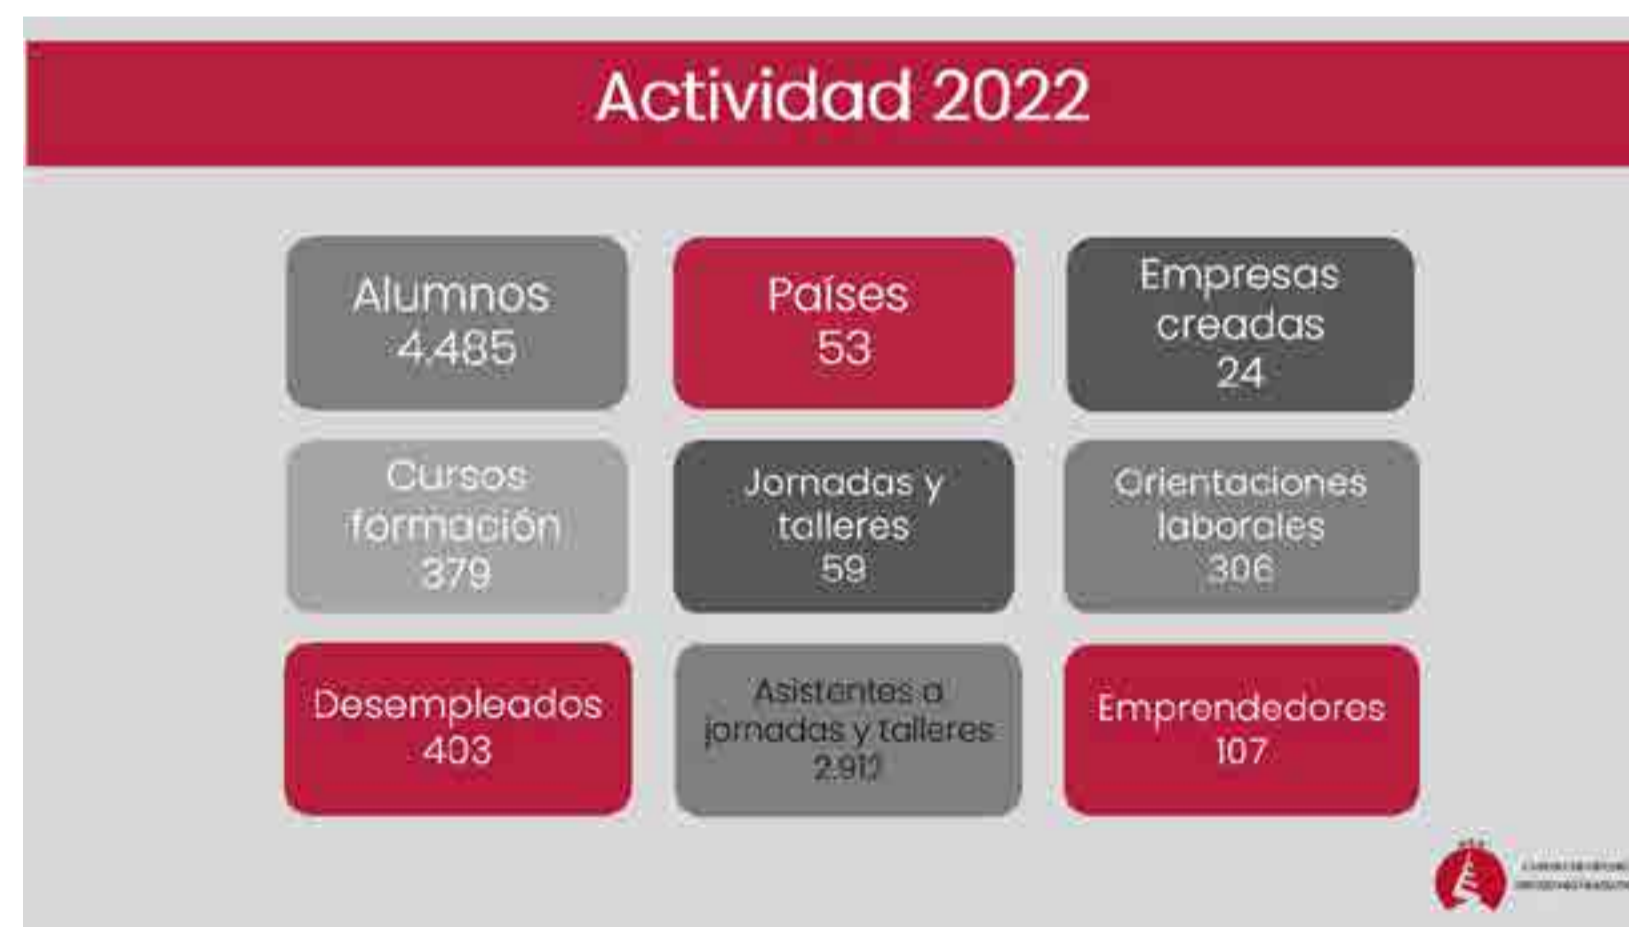 Actividad 2022
Alumnos
4.485
Países
53
Empresas
creadas
24
Cursos
formación
379
Jornadas y
talleres
59
Orientaciones
laborales
306
Desempleados
403
Asistentes a
jornadas y talleres
2.912
Emprendedores
107